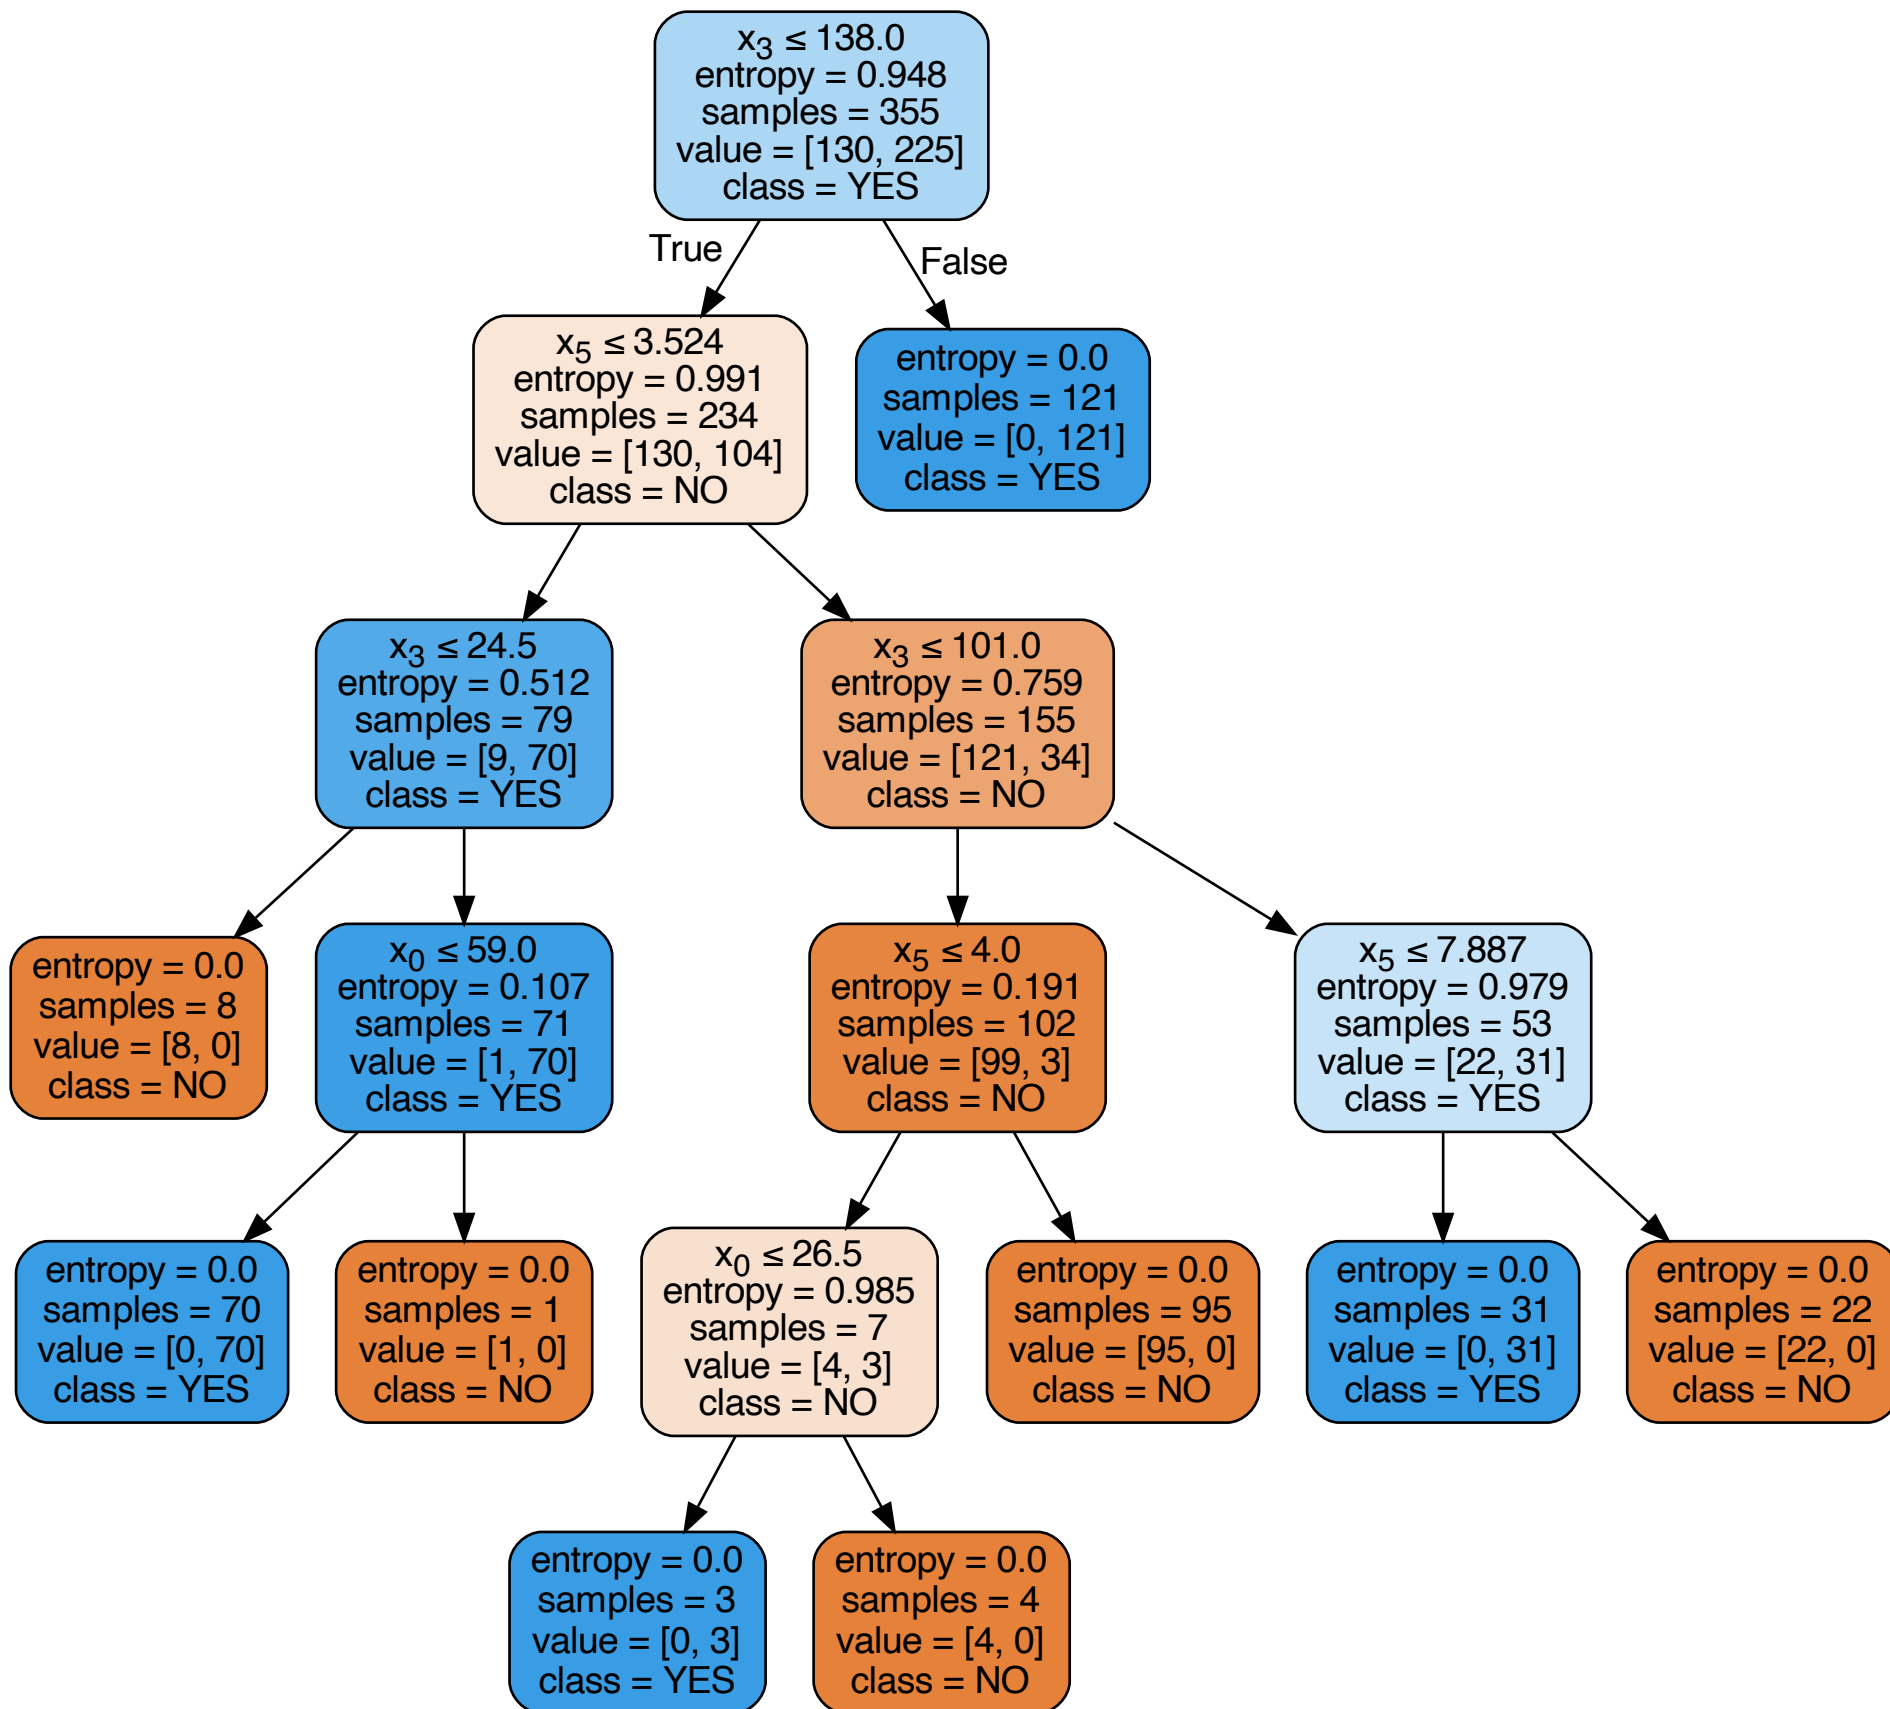 x₃ ≤ 138.0
entropy = 0.948
samples = 355
value = [130, 225]
class = YES
True
False
x₅ ≤ 3.524
entropy = 0.991
samples = 234
value = [130, 104]
class = NO
entropy = 0.0
samples = 121
value = [0, 121]
class = YES
x₃ ≤ 24.5
entropy = 0.512
samples = 79
value = [9, 70]
class = YES
x₃ ≤ 101.0
entropy = 0.759
samples = 155
value = [121, 34]
class = NO
entropy = 0.0
samples = 8
value = [8, 0]
class = NO
x₀ ≤ 59.0
entropy = 0.107
samples = 71
value = [1, 70]
class = YES
x₅ ≤ 4.0
entropy = 0.191
samples = 102
value = [99, 3]
class = NO
x₅ ≤ 7.887
entropy = 0.979
samples = 53
value = [22, 31]
class = YES
entropy = 0.0
samples = 70
value = [0, 70]
class = YES
entropy = 0.0
samples = 1
value = [1, 0]
class = NO
x₀ ≤ 26.5
entropy = 0.985
samples = 7
value = [4, 3]
class = NO
entropy = 0.0
samples = 95
value = [95, 0]
class = NO
entropy = 0.0
samples = 31
value = [0, 31]
class = YES
entropy = 0.0
samples = 22
value = [22, 0]
class = NO
entropy = 0.0
samples = 3
value = [0, 3]
class = YES
entropy = 0.0
samples = 4
value = [4, 0]
class = NO